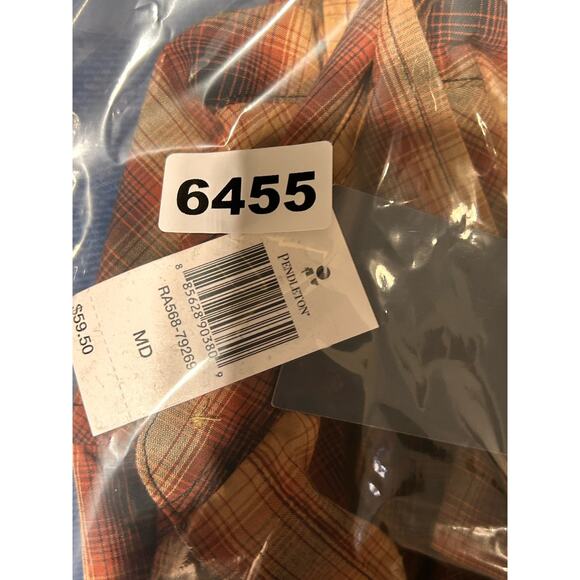 6455
PENDLETON®
8 85628 90380 9
RA568-79269
MD
$59.50